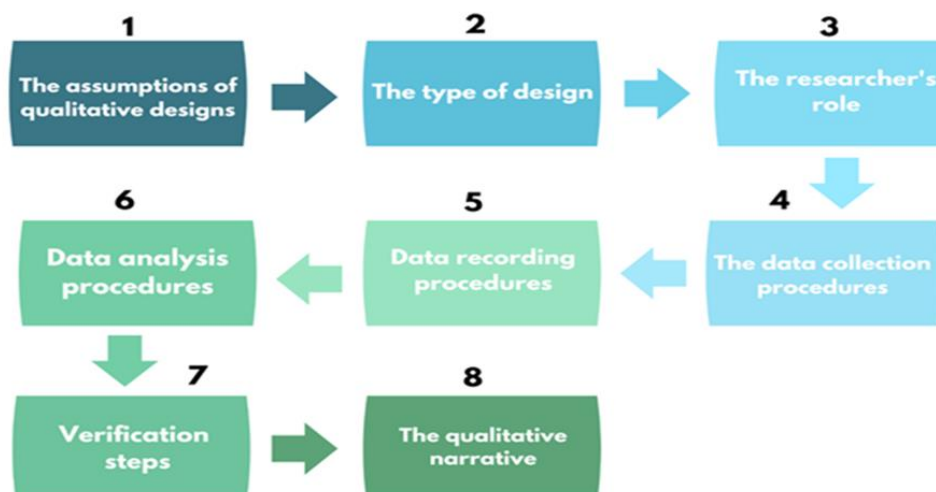 1
The assumptions of
qualitative designs
2
The type of design
3
The researcher's
role
4
The data collection
procedures
5
Data recording
procedures
6
Data analysis
procedures
7
Verification
steps
8
The qualitative
narrative